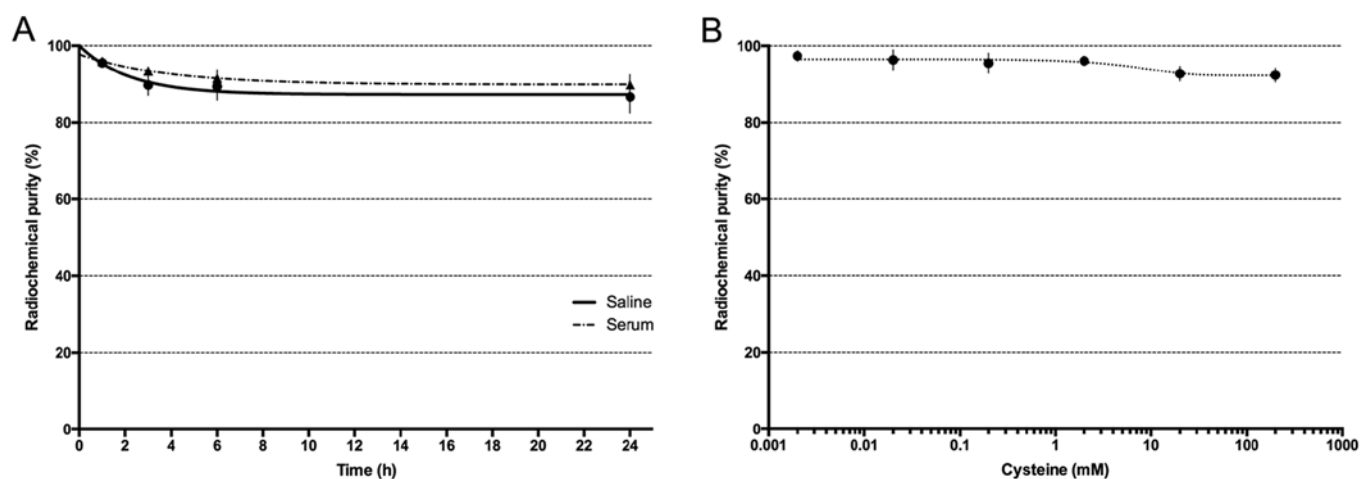 A
Radiochemical purity (%)
100
80
60
40
20
0
0 2 4 6 8 10 12 14 16 18 20 22 24
Time (h)
Saline
Serum
B
Radiochemical purity (%)
100
80
60
40
20
0
0.001 0.01 0.1 1 10 100 1000
Cysteine (mM)